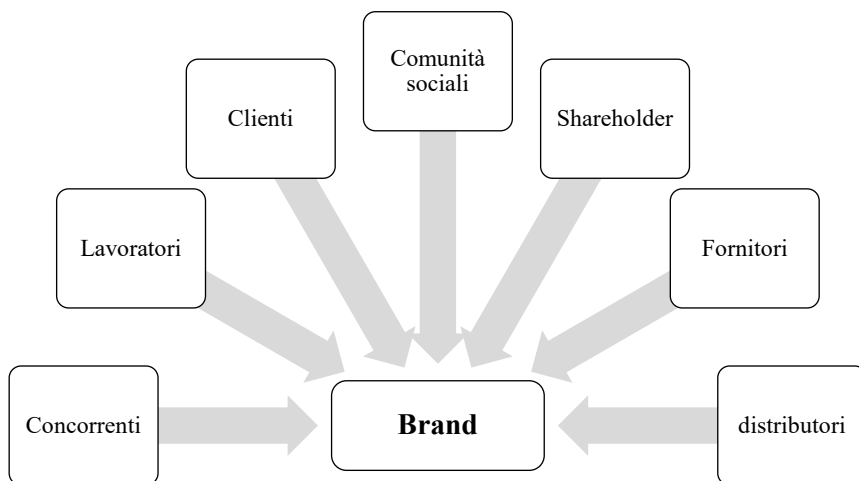 Comunità
sociali
Clienti
Shareholder
Lavoratori
Fornitori
Concorrenti
Brand
distributori